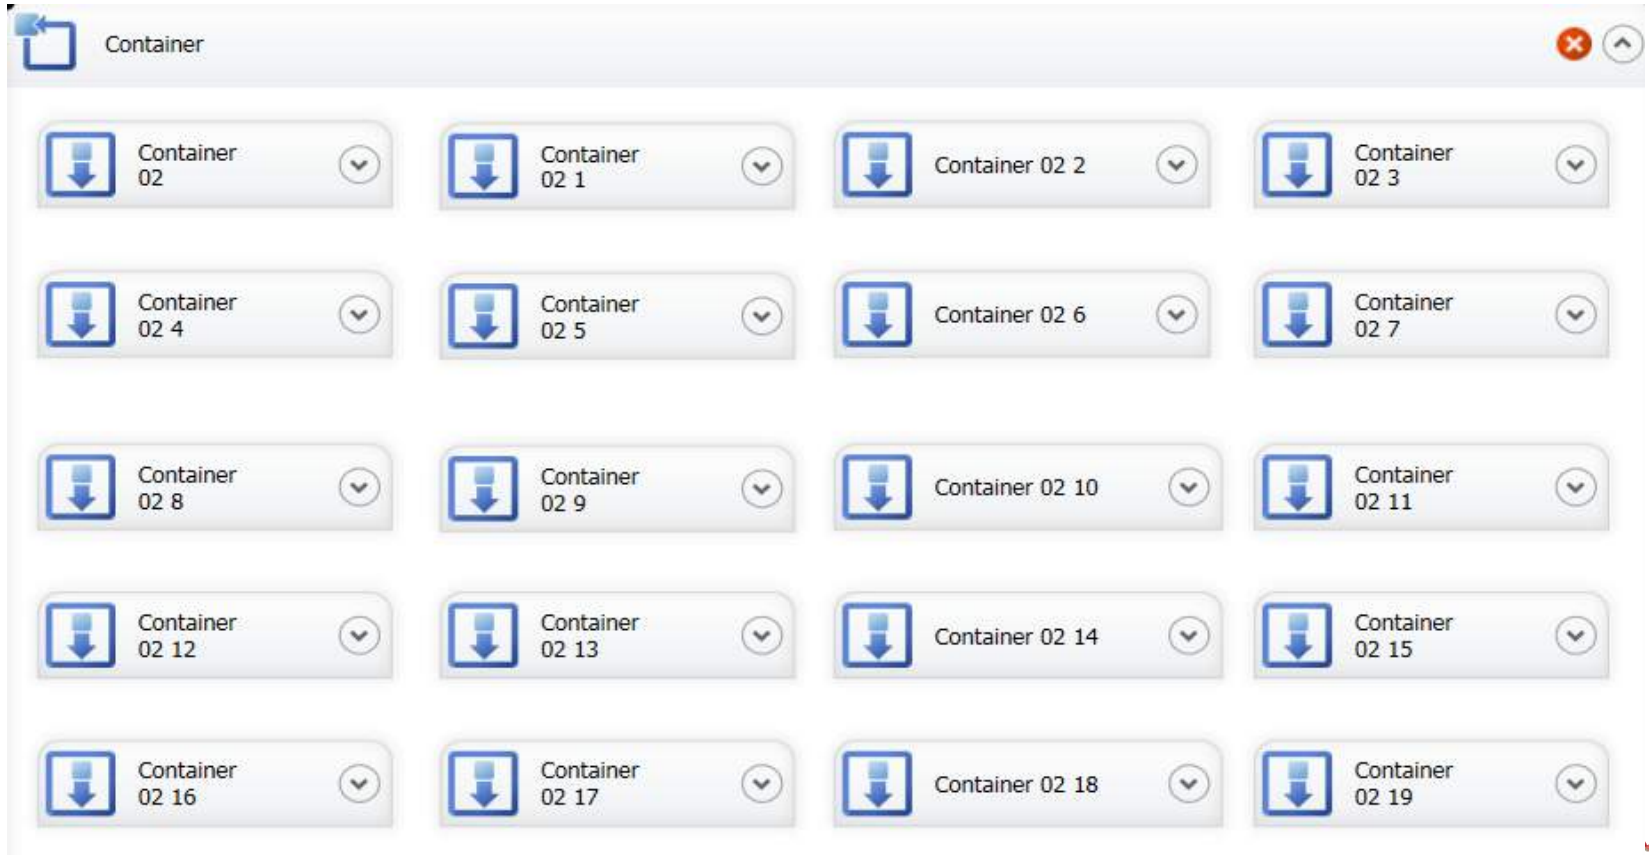 Container
Container
02
Container
02 1
Container 02 2
Container
02 3
Container
02 4
Container
02 5
Container 02 6
Container
02 7
Container
02 8
Container
02 9
Container 02 10
Container
02 11
Container
02 12
Container
02 13
Container 02 14
Container
02 15
Container
02 16
Container
02 17
Container 02 18
Container
02 19